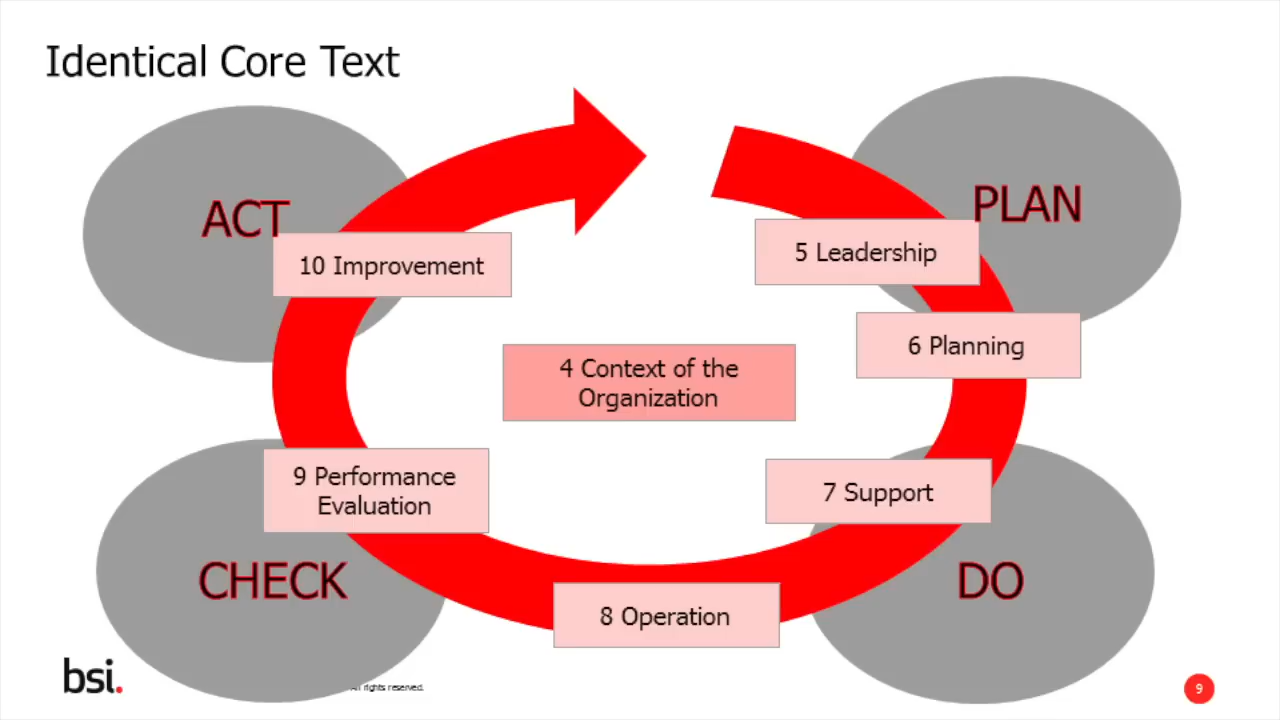 Identical Core Text
ACT
PLAN
10 Improvement
5 Leadership
6 Planning
4 Context of the
Organization
9 Performance
Evaluation
7 Support
CHECK
DO
8 Operation
bsi.
All rights reserved.
9